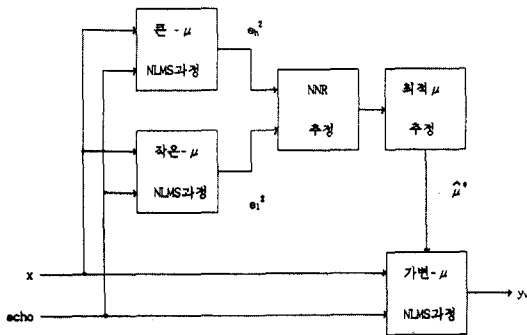 큰 - μ
NLMS과정
e_h^2
NNR
추정
최적 μ
추정
작은-μ
NLMS과정
e_l^2
μ̂*
x
echo
가변-μ
NLMS과정
y_v